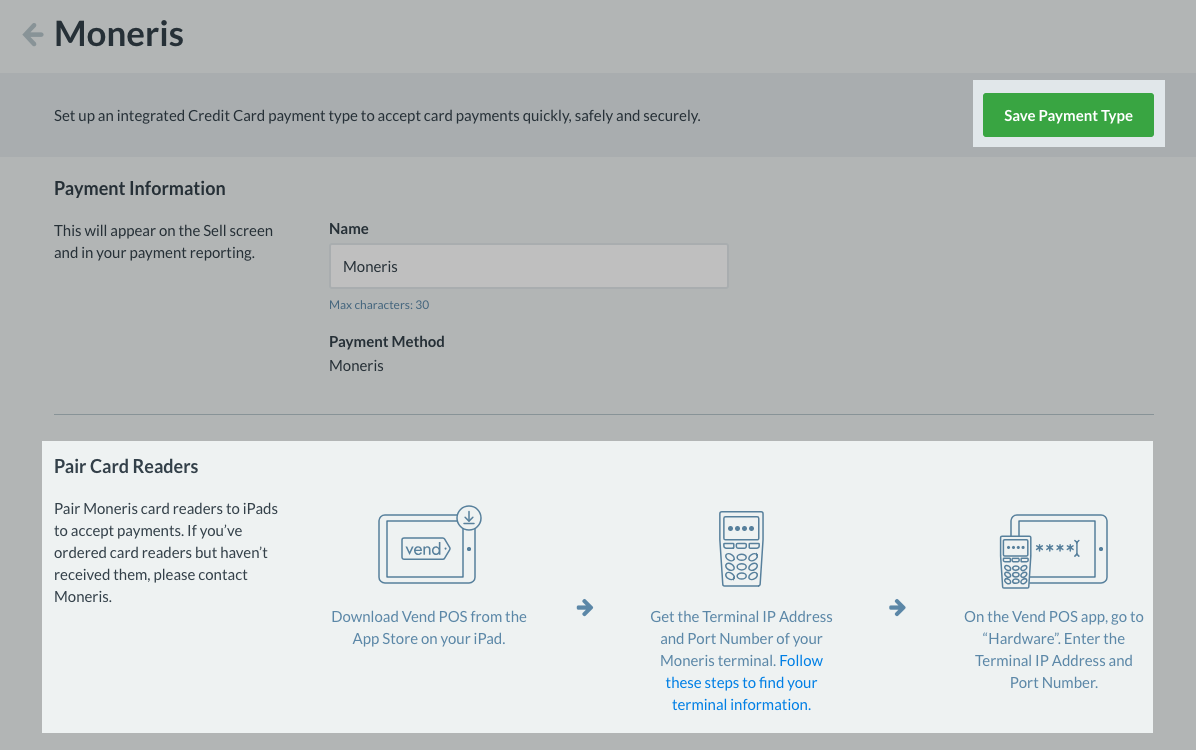 Moneris
Set up an integrated Credit Card payment type to accept card payments quickly, safely and securely.
Save Payment Type
Payment Information
This will appear on the Sell screen
and in your payment reporting.
Name
Moneris
Max characters: 30
Payment Method
Moneris
Pair Card Readers
Pair Moneris card readers to iPads
to accept payments. If you’ve
ordered card readers but haven’t
received them, please contact
Moneris.
vend
Download Vend POS from the
App Store on your iPad.
Get the Terminal IP Address
and Port Number of your
Moneris terminal. Follow
these steps to find your
terminal information.
****
On the Vend POS app, go to
“Hardware”. Enter the
Terminal IP Address and
Port Number.